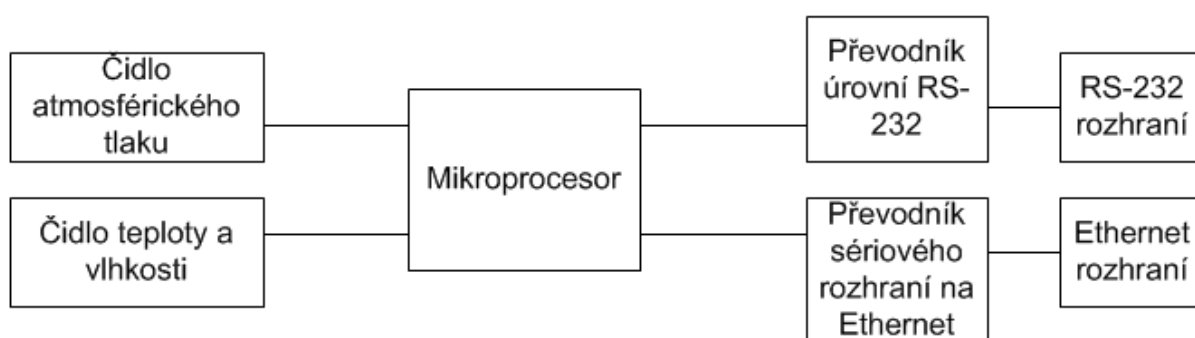 Čidlo
atmosférického
tlaku
Čidlo teploty a
vlhkosti
Mikroprocesor
Převodník
úrovní RS-
232
RS-232
rozhraní
Převodník
sériového
rozhraní na
Ethernet
Ethernet
rozhraní